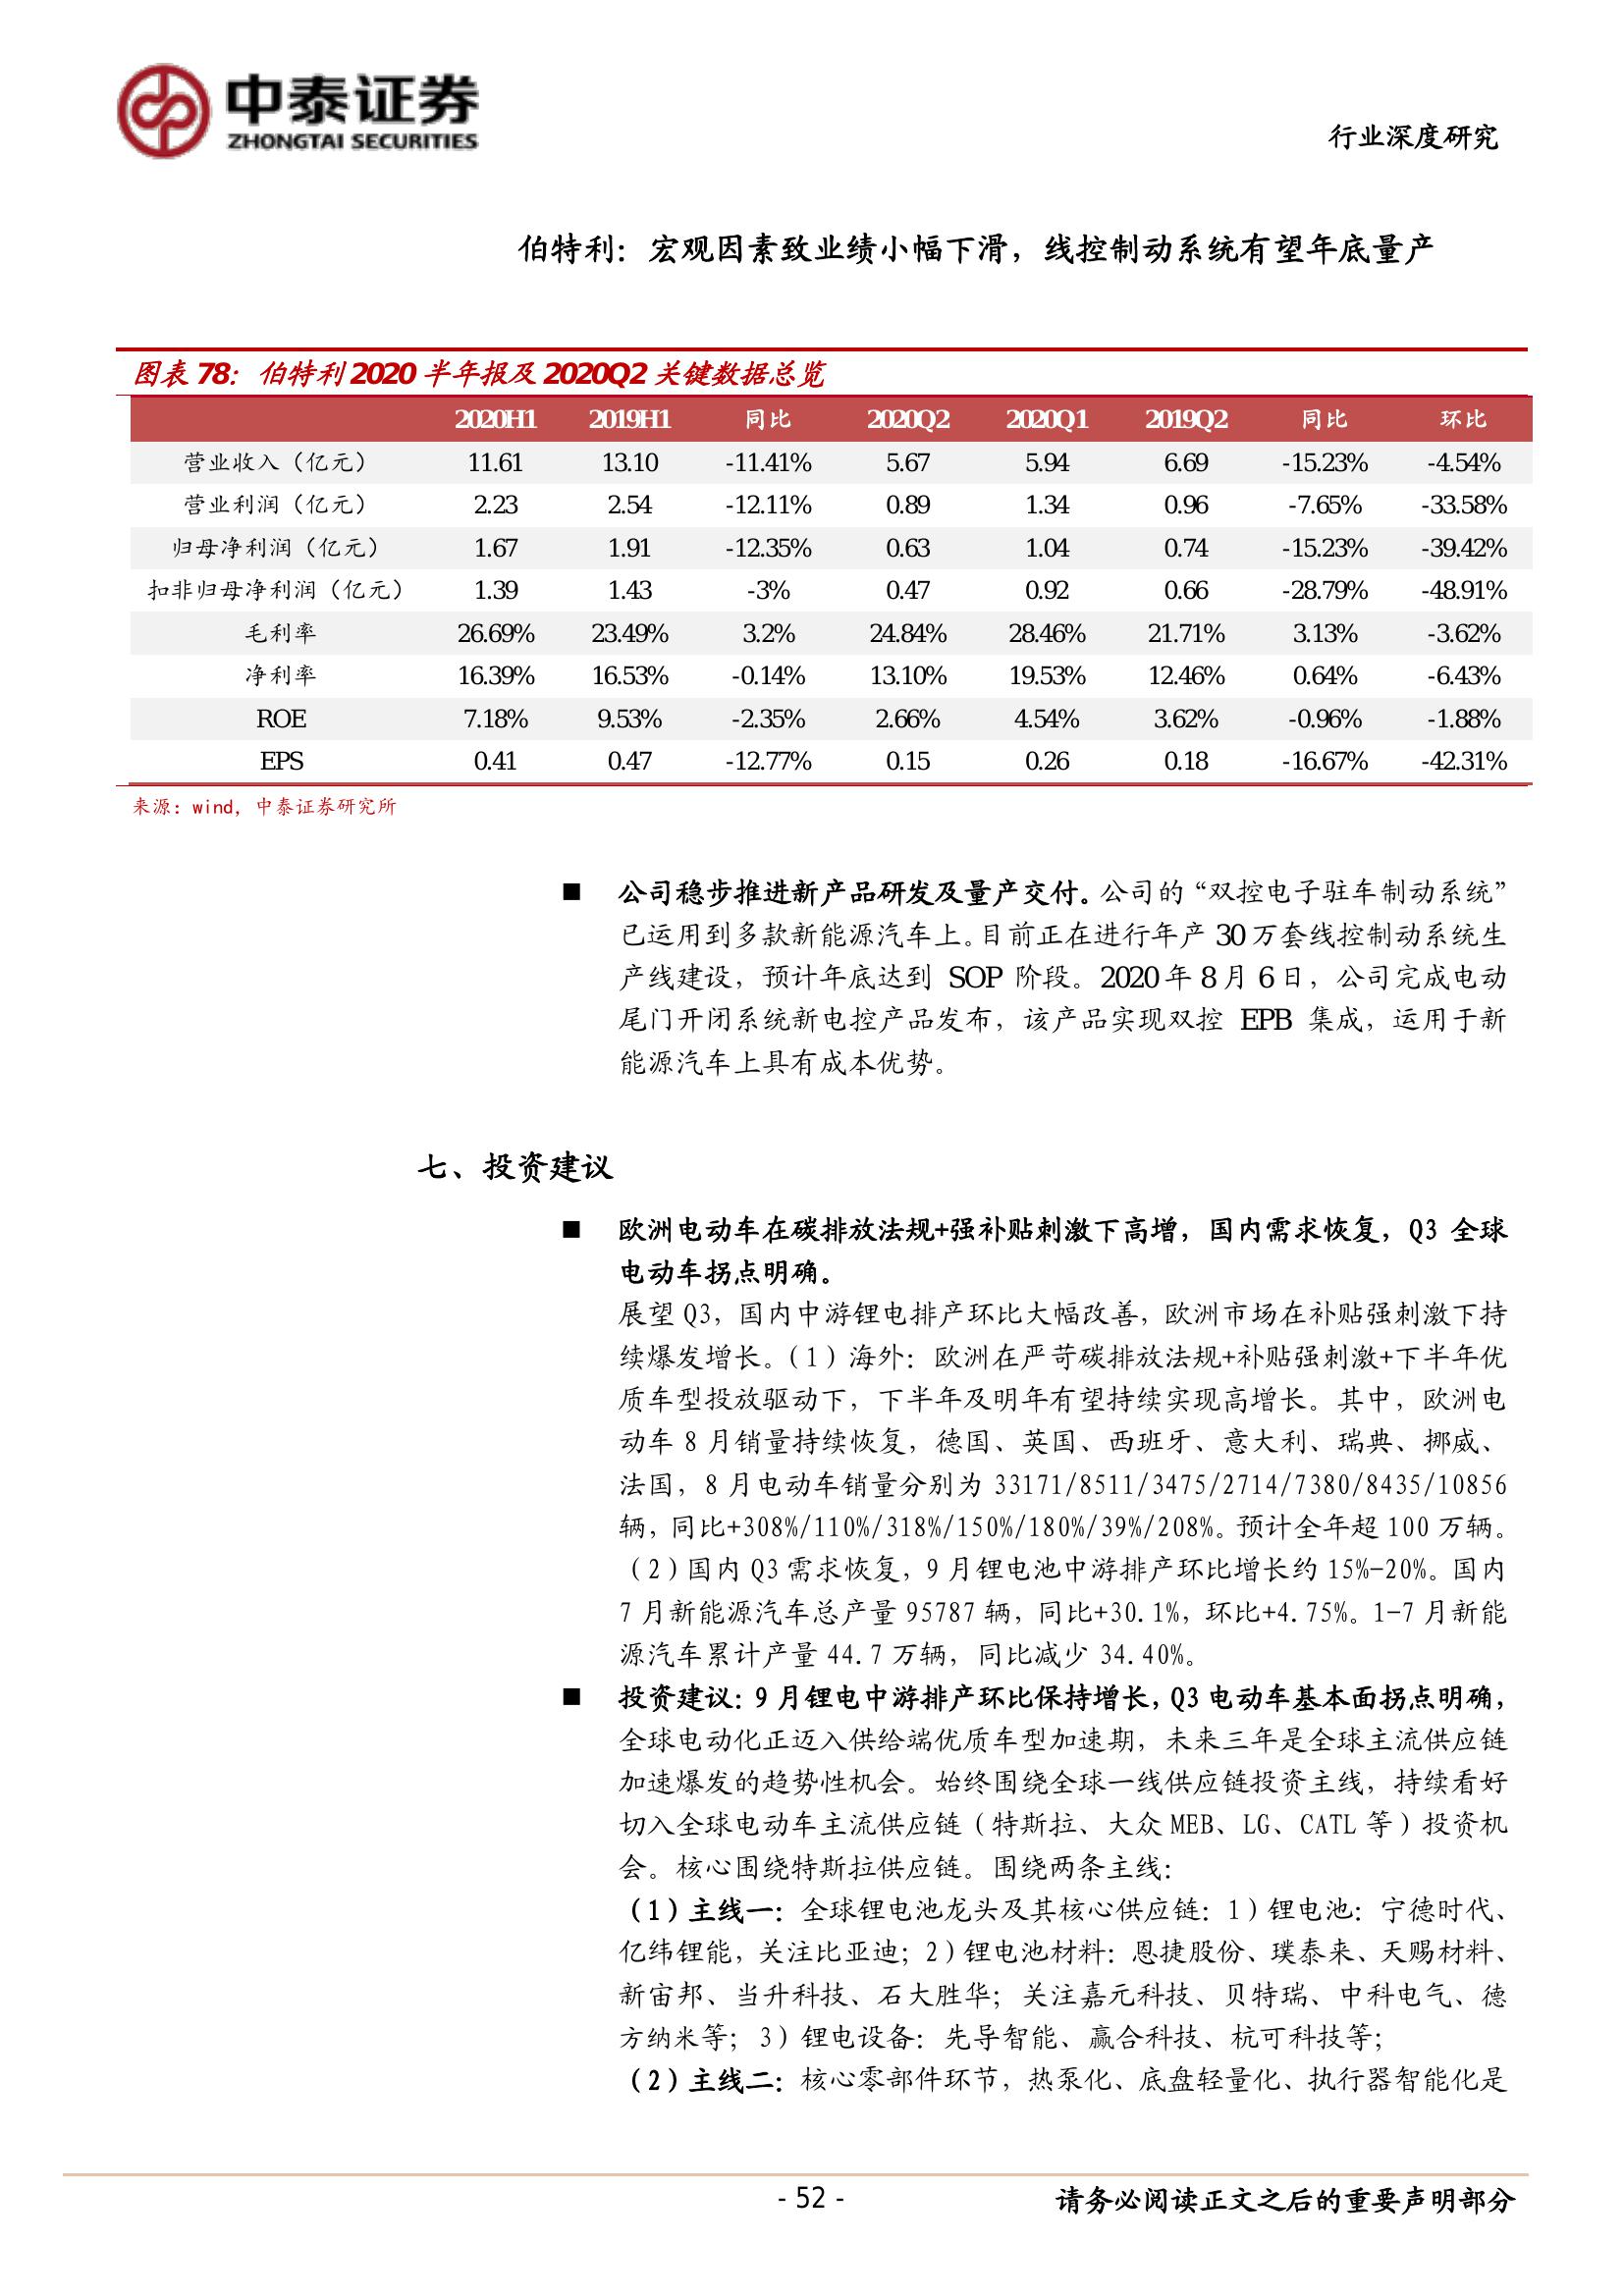 中泰证券
ZHONGTAI SECURITIES
行业深度研究
伯特利：宏观因素致业绩小幅下滑，线控制动系统有望年底量产
图表 78：伯特利 2020 半年报及 2020Q2 关键数据总览
2020H1 2019H1 同比 2020Q2 2020Q1 2019Q2 同比 环比
营业收入（亿元） 11.61 13.10 -11.41% 5.67 5.94 6.69 -15.23% -4.54%
营业利润（亿元） 2.23 2.54 -12.11% 0.89 1.34 0.96 -7.65% -33.58%
归母净利润（亿元） 1.67 1.91 -12.35% 0.63 1.04 0.74 -15.23% -39.42%
扣非归母净利润（亿元） 1.39 1.43 -3% 0.47 0.92 0.66 -28.79% -48.91%
毛利率 26.69% 23.49% 3.2% 24.84% 28.46% 21.71% 3.13% -3.62%
净利率 16.39% 16.53% -0.14% 13.10% 19.53% 12.46% 0.64% -6.43%
ROE 7.18% 9.53% -2.35% 2.66% 4.54% 3.62% -0.96% -1.88%
EPS 0.41 0.47 -12.77% 0.15 0.26 0.18 -16.67% -42.31%
来源：wind，中泰证券研究所
■ 公司稳步推进新产品研发及量产交付。公司的“双控电子驻车制动系统”
已运用到多款新能源汽车上。目前正在进行年产 30 万套线控制动系统生
产线建设，预计年底达到 SOP 阶段。2020 年 8 月 6 日，公司完成电动
尾门开闭系统新电控产品发布，该产品实现双控 EPB 集成，运用于新
能源汽车上具有成本优势。
七、投资建议
■ 欧洲电动车在碳排放法规+强补贴刺激下高增，国内需求恢复，Q3 全球
电动车拐点明确。
展望 Q3，国内中游锂电排产环比大幅改善，欧洲市场在补贴强刺激下持
续爆发增长。（1）海外：欧洲在严苛碳排放法规+补贴强刺激+下半年优
质车型投放驱动下，下半年及明年有望持续实现高增长。其中，欧洲电
动车 8 月销量持续恢复，德国、英国、西班牙、意大利、瑞典、挪威、
法国，8 月电动车销量分别为 33171/8511/3475/2714/7380/8435/10856
辆，同比+308%/110%/318%/150%/180%/39%/208%。预计全年超 100 万辆。
（2）国内 Q3 需求恢复，9 月锂电池中游排产环比增长约 15%-20%。国内
7 月新能源汽车总产量 95787 辆，同比+30.1%，环比+4.75%。1-7 月新能
源汽车累计产量 44.7 万辆，同比减少 34.40%。
■ 投资建议：9 月锂电中游排产环比保持增长，Q3 电动车基本面拐点明确，
全球电动化正迈入供给端优质车型加速期，未来三年是全球主流供应链
加速爆发的趋势性机会。始终围绕全球一线供应链投资主线，持续看好
切入全球电动车主流供应链（特斯拉、大众 MEB、LG、CATL 等）投资机
会。核心围绕特斯拉供应链。围绕两条主线：
（1）主线一：全球锂电池龙头及其核心供应链：1）锂电池：宁德时代、
亿纬锂能，关注比亚迪；2）锂电池材料：恩捷股份、璞泰来、天赐材料、
新宙邦、当升科技、石大胜华；关注嘉元科技、贝特瑞、中科电气、德
方纳米等；3）锂电设备：先导智能、赢合科技、杭可科技等；
（2）主线二：核心零部件环节，热泵化、底盘轻量化、执行器智能化是
- 52 -
请务必阅读正文之后的重要声明部分